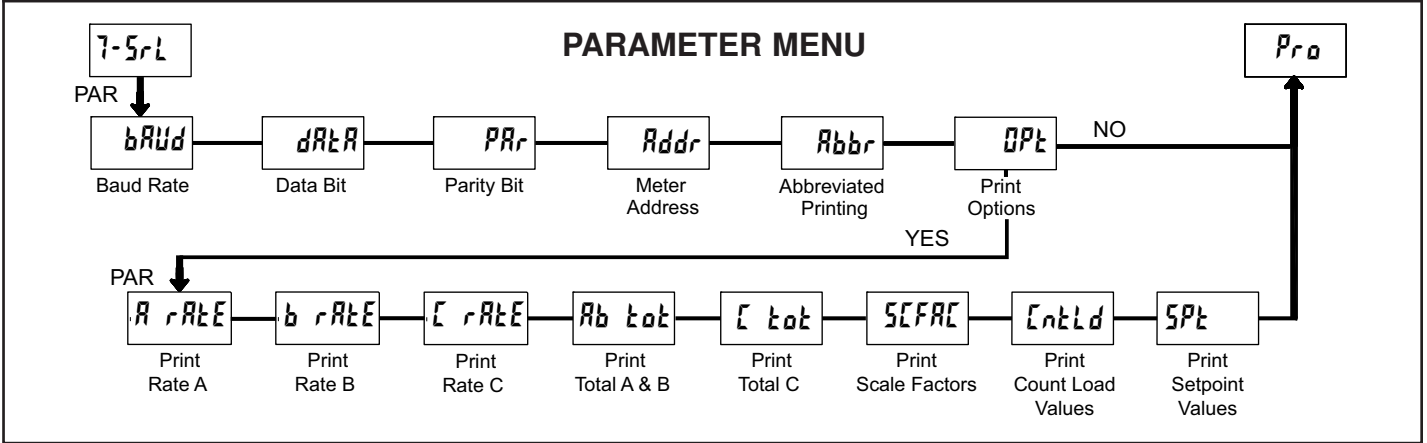 7-SrL
PARAMETER MENU
Pro
PAR
bAUd
dAtA
PAr
Addr
Abbr
OPt
NO
Baud Rate
Data Bit
Parity Bit
Meter
Address
Abbreviated
Printing
Print
Options
YES
PAR
A rAtE
b rAtE
C rAtE
Ab tot
C tot
SCFAC
CntLd
SPt
Print
Rate A
Print
Rate B
Print
Rate C
Print
Total A & B
Print
Total C
Print
Scale Factors
Print
Count Load
Values
Print
Setpoint
Values